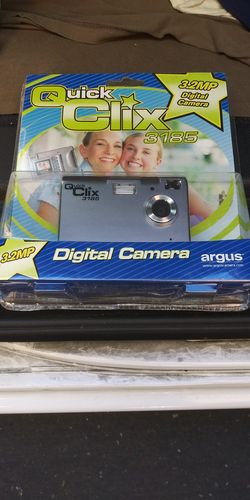 Quick
Clix
3185
3.2MP
Digital
Camera
Quick
Clix
3185
3.2MP
Digital Camera
argus